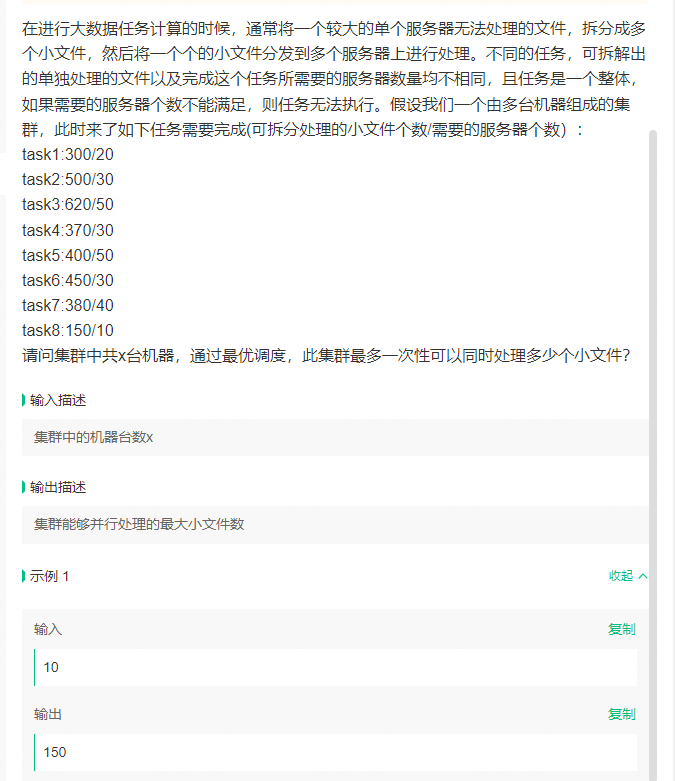 在进行大数据任务计算的时候，通常将一个较大的单个服务器无法处理的文件，拆分成多
个小文件，然后将一个个的小文件分发到多个服务器上进行处理。不同的任务，可拆解出
的单独处理的文件以及完成这个任务所需要的服务器数量均不相同，且任务是一个整体，
如果需要的服务器个数不能满足，则任务无法执行。假设我们一个由多台机器组成的集
群，此时来了如下任务需要完成(可拆分处理的小文件个数/需要的服务器个数）：
task1:300/20
task2:500/30
task3:620/50
task4:370/30
task5:400/50
task6:450/30
task7:380/40
task8:150/10
请问集群中共x台机器，通过最优调度，此集群最多一次性可以同时处理多少个小文件？
输入描述
集群中的机器台数x
输出描述
集群能够并行处理的最大小文件数
示例 1
收起
输入
复制
10
输出
复制
150